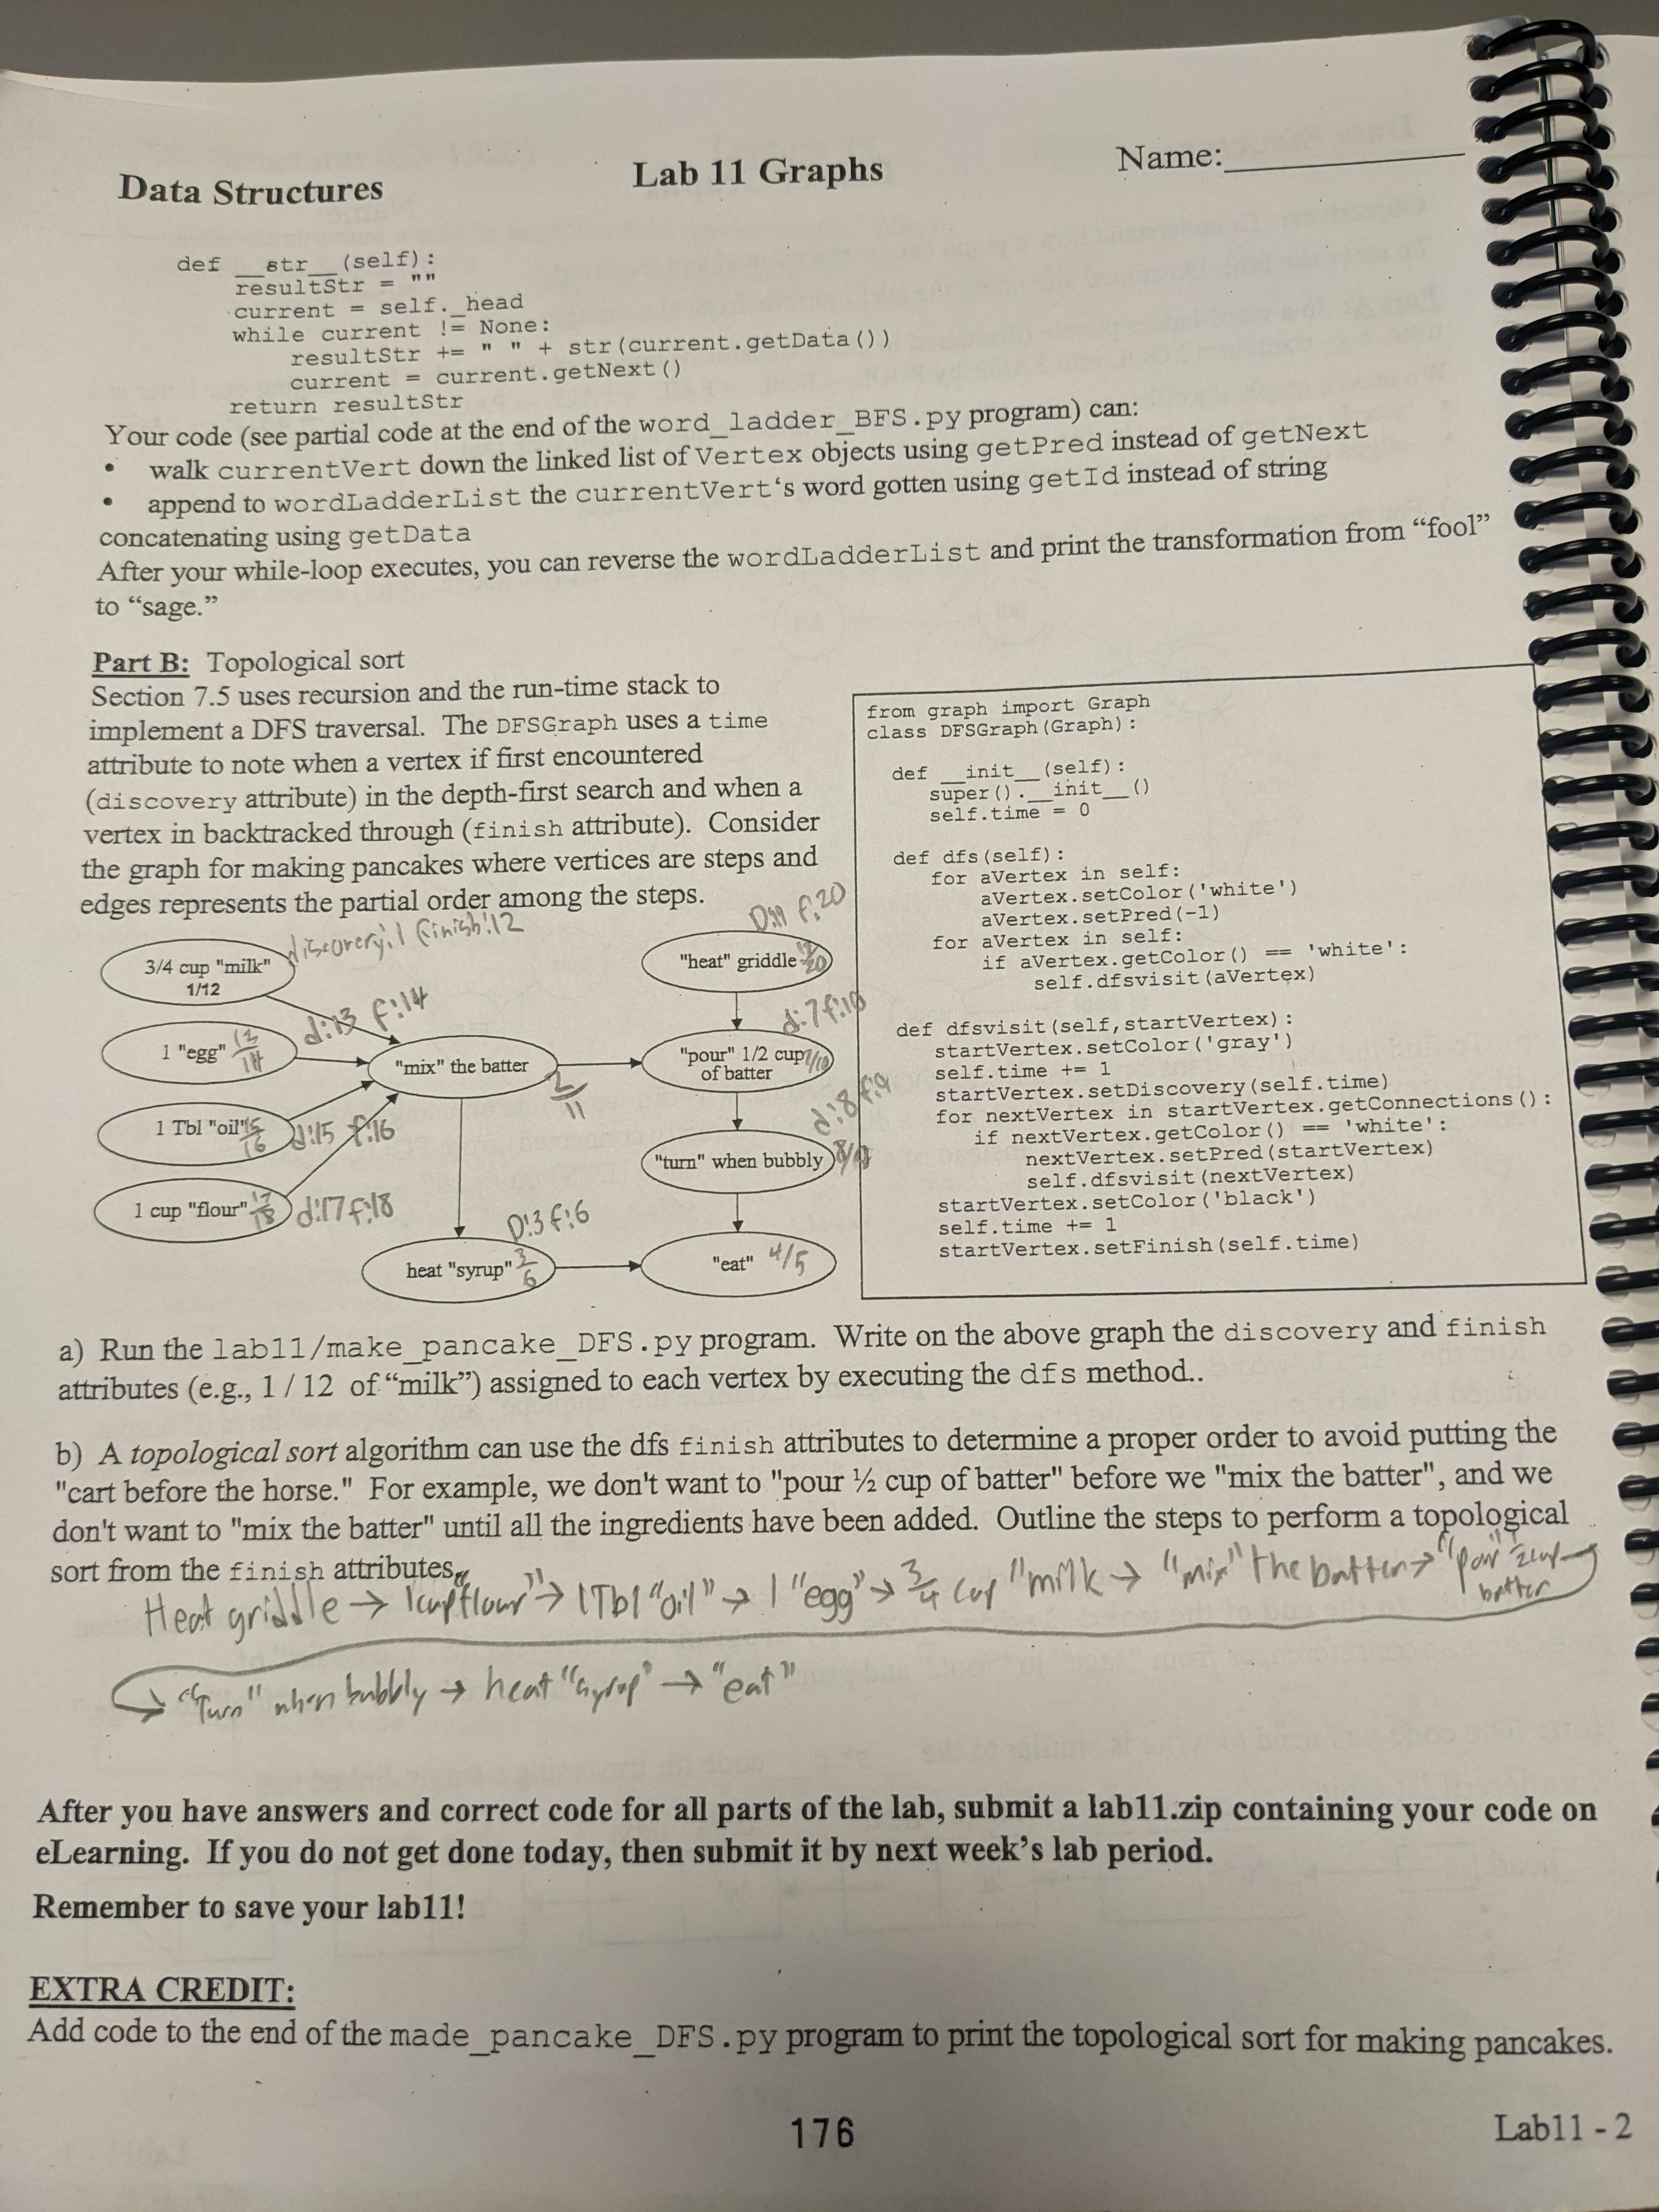 Data Structures
Lab 11 Graphs
Name:
def __str__(self):
resultStr = ""
current = self._head
while current != None:
resultStr += " " + str(current.getData())
current = current.getNext()
return resultStr
Your code (see partial code at the end of the word_ladder_BFS.py program) can:
• walk currentVert down the linked list of Vertex objects using getPred instead of getNext
• append to wordLadderList the currentVert‘s word gotten using getId instead of string
concatenating using getData
After your while-loop executes, you can reverse the wordLadderList and print the transformation from “fool”
to “sage.”
Part B: Topological sort
Section 7.5 uses recursion and the run-time stack to
implement a DFS traversal. The DFSGraph uses a time
attribute to note when a vertex if first encountered
(discovery attribute) in the depth-first search and when a
vertex in backtracked through (finish attribute). Consider
the graph for making pancakes where vertices are steps and
edges represents the partial order among the steps.
from graph import Graph
class DFSGraph(Graph):
def __init__(self):
super().__init__()
self.time = 0
def dfs(self):
for aVertex in self:
aVertex.setColor('white')
aVertex.setPred(-1)
for aVertex in self:
if aVertex.getColor() == 'white':
self.dfsvisit(aVertex)
def dfsvisit(self,startVertex):
startVertex.setColor('gray')
self.time += 1
startVertex.setDiscovery(self.time)
for nextVertex in startVertex.getConnections():
if nextVertex.getColor() == 'white':
nextVertex.setPred(startVertex)
self.dfsvisit(nextVertex)
startVertex.setColor('black')
self.time += 1
startVertex.setFinish(self.time)
discovery:1 finish:12
3/4 cup "milk"
1/12
f:20
"heat" griddle
20
d:13 f:14
1 "egg" 13
14
"mix" the batter
2
11
d:7 f:10
"pour" 1/2 cup 7/10
of batter
1 Tbl "oil" 15
16
d:15 f:16
d:8 f:9
"turn" when bubbly 8/9
1 cup "flour" 17
18
d:17 f:18
D:3 f:6
heat "syrup" 3
6
"eat" 4/5
a) Run the lab11/make_pancake_DFS.py program. Write on the above graph the discovery and finish
attributes (e.g., 1 / 12 of “milk”) assigned to each vertex by executing the dfs method..
b) A topological sort algorithm can use the dfs finish attributes to determine a proper order to avoid putting the
"cart before the horse." For example, we don't want to "pour ½ cup of batter" before we "mix the batter", and we
don't want to "mix the batter" until all the ingredients have been added. Outline the steps to perform a topological
sort from the finish attributes.
Heat griddle → 1 cup "flour" → 1 Tbl "oil" → 1 "egg" → 3/4 cup "milk → "mix" the batter → "pour" 1/2 cup
batter
→ "Turn" when bubbly → heat "syrup" → "eat"
After you have answers and correct code for all parts of the lab, submit a lab11.zip containing your code on
eLearning. If you do not get done today, then submit it by next week’s lab period.
Remember to save your lab11!
EXTRA CREDIT:
Add code to the end of the made_pancake_DFS.py program to print the topological sort for making pancakes.
176
Lab11 - 2